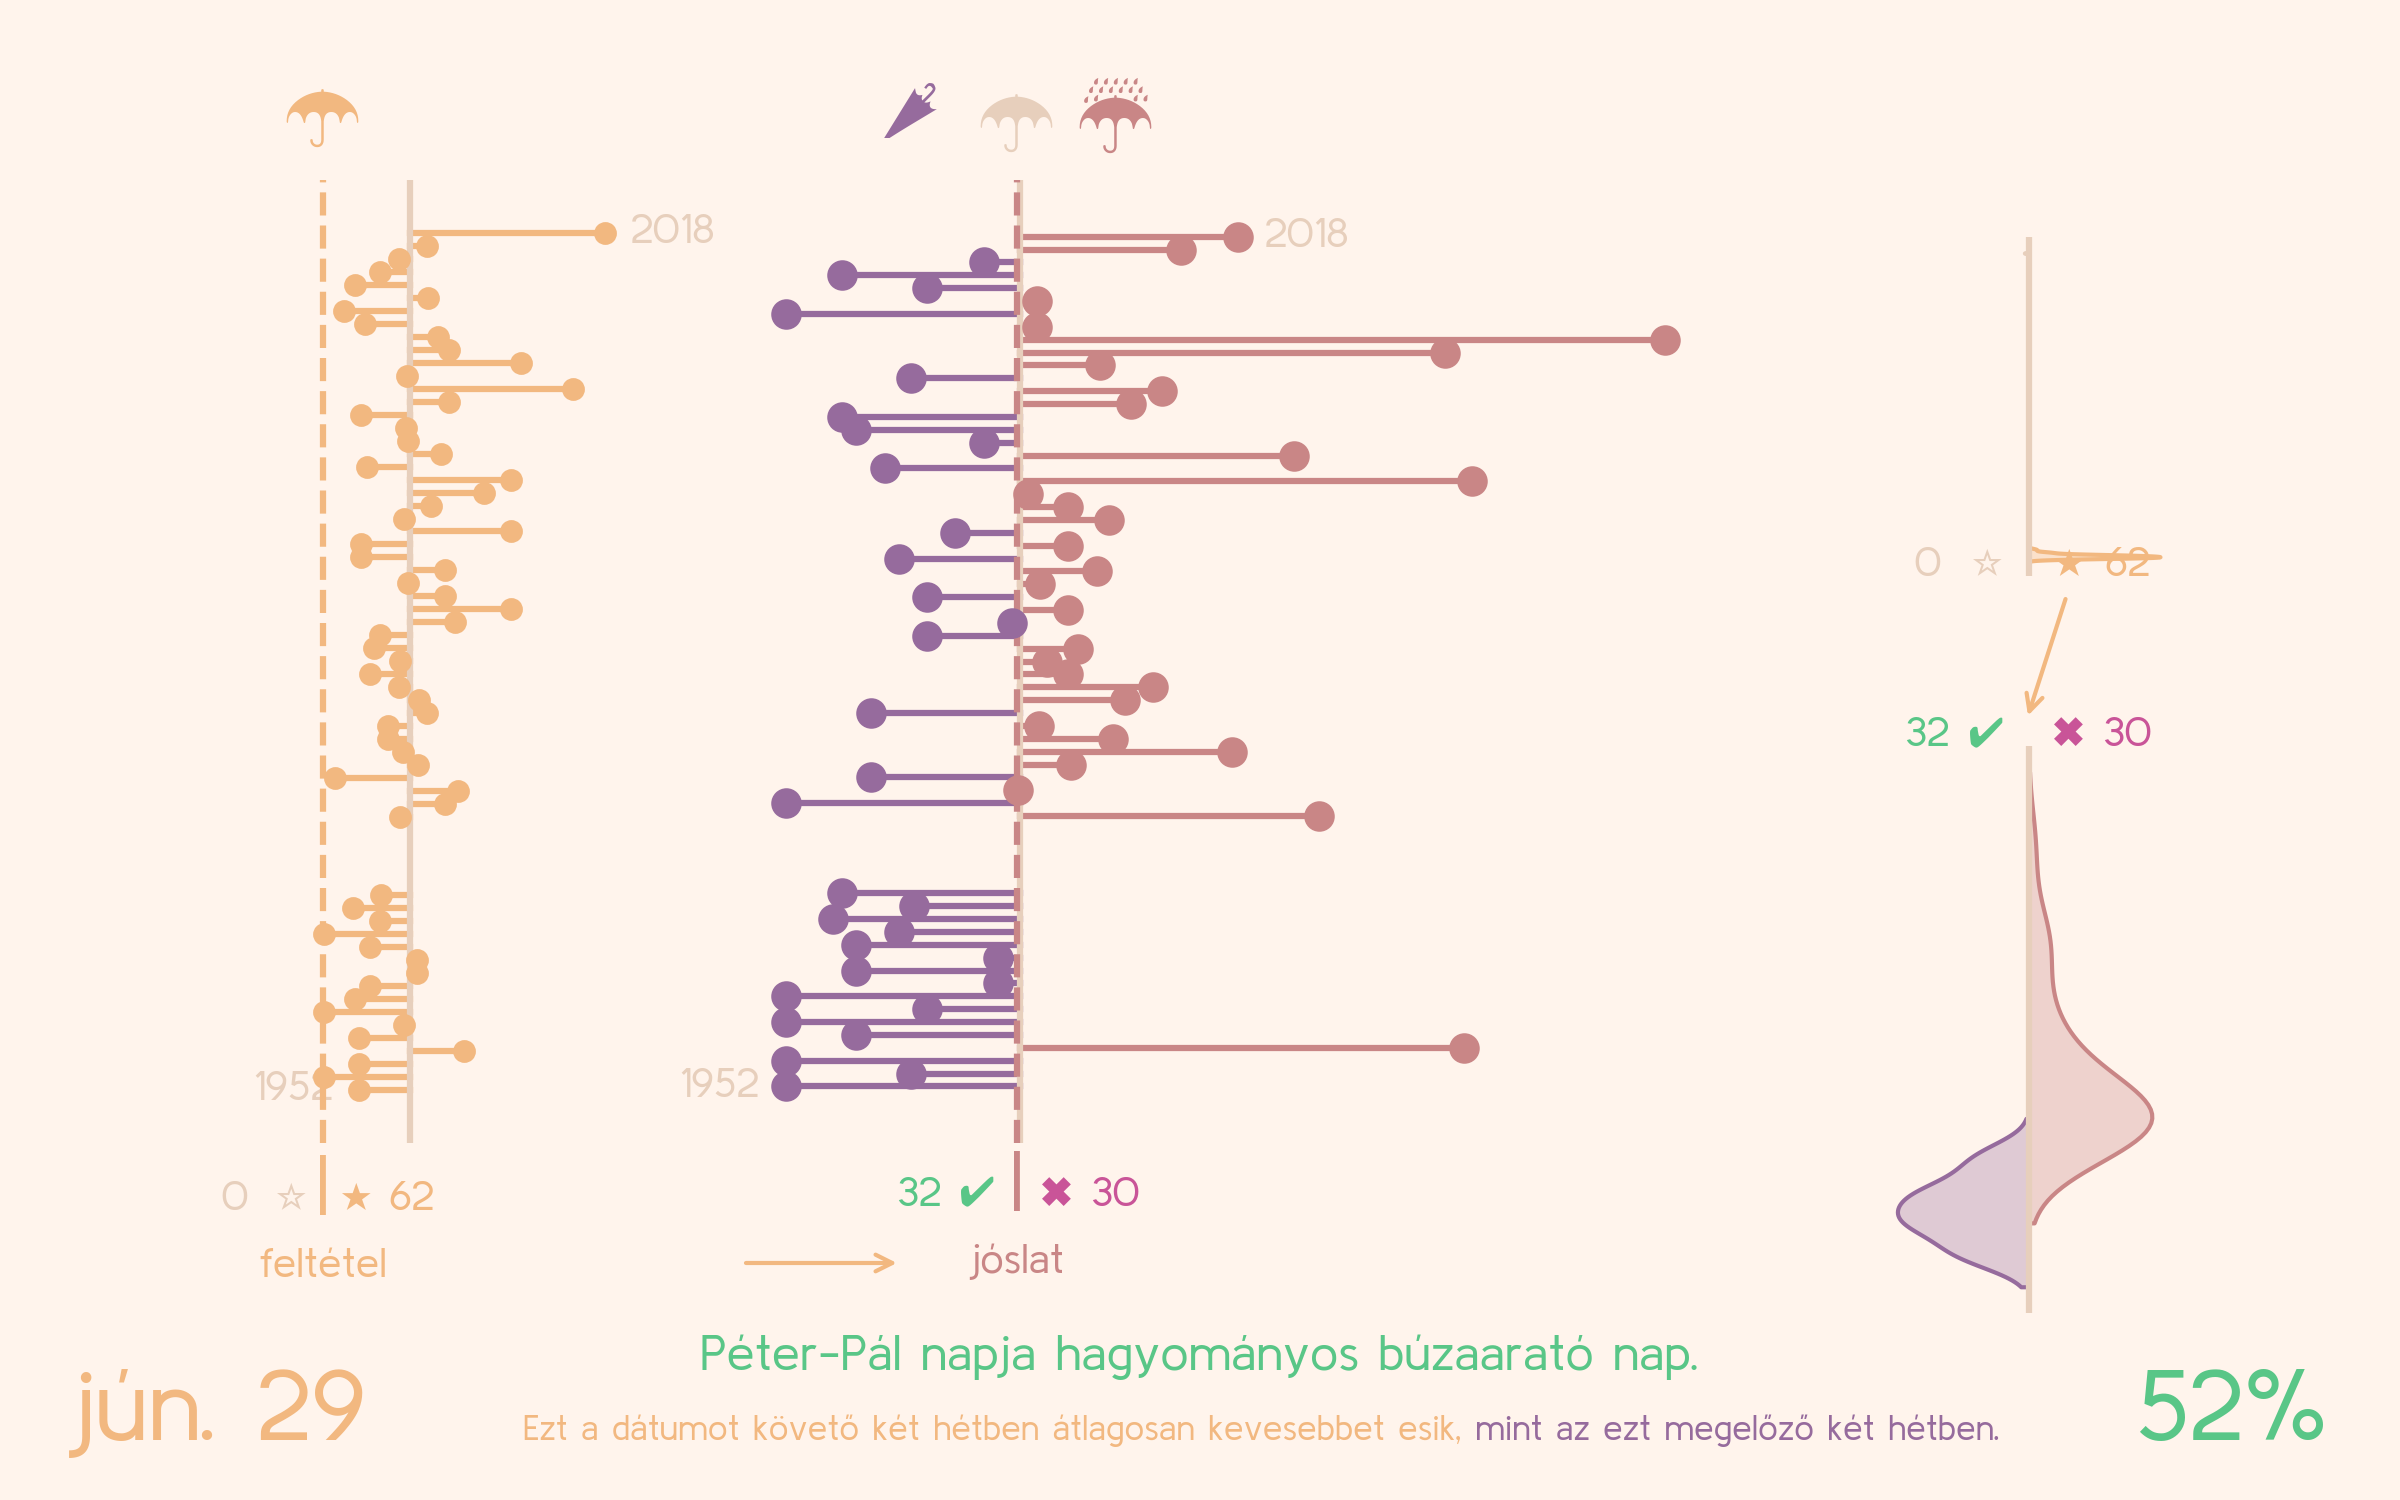 2018
2018
0 ☆ ★ 62
32 ✔ ✖ 30
1952
1952
0 ☆ ★ 62
32 ✔ ✖ 30
feltétel
jóslat
Péter-Pál napja hagyományos búzaarató nap.
jún. 29
52%
Ezt a dátumot követő két hétben átlagosan kevesebbet esik, mint az ezt megelőző két hétben.